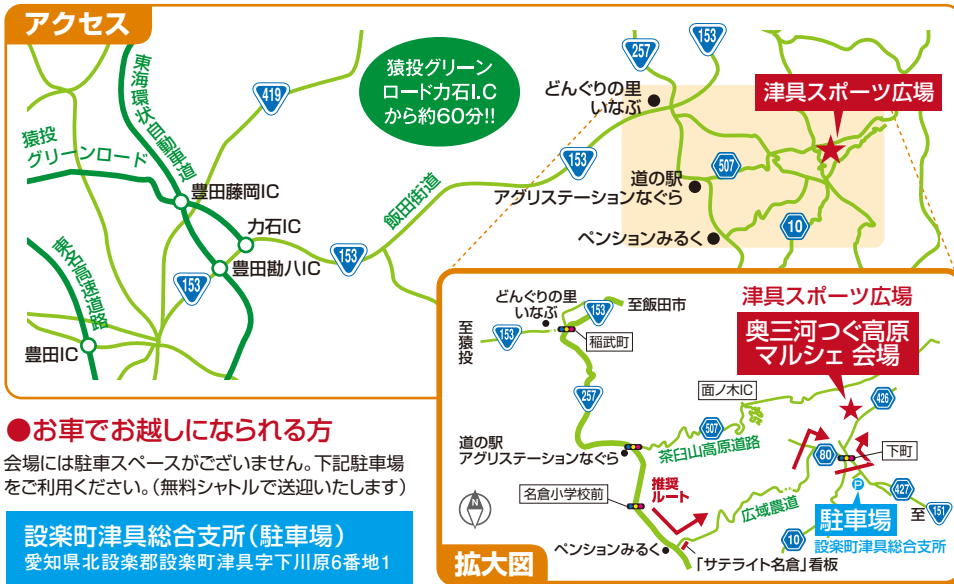 アクセス
猿投グリーン
ロード力石I.C
から約60分!!
東海環状自動車道
419
猿投
グリーンロード
豊田藤岡IC
力石IC
豊田勘八IC
153
153
飯田街道
153
東名高速道路
豊田IC
257
153
どんぐりの里
いなぶ
津具スポーツ広場
507
道の駅
アグリステーションなぐら
10
ペンションみるく
●お車でお越しになられる方
会場には駐車スペースがございません。下記駐車場
をご利用ください。(無料シャトルで送迎いたします)
設楽町津具総合支所(駐車場)
愛知県北設楽郡設楽町津具字下川原6番地1
どんぐりの里
いなぶ
153
至飯田市
至猿投
153
稲武町
257
津具スポーツ広場
奥三河つぐ高原
マルシェ 会場
面ノ木IC
426
507
茶臼山高原道路
道の駅
アグリステーションなぐら
80
下町
名倉小学校前
推奨
ルート
広域農道
P
427
至
151
駐車場
設楽町津具総合支所
10
ペンションみるく
「サテライト名倉」看板
N
拡大図